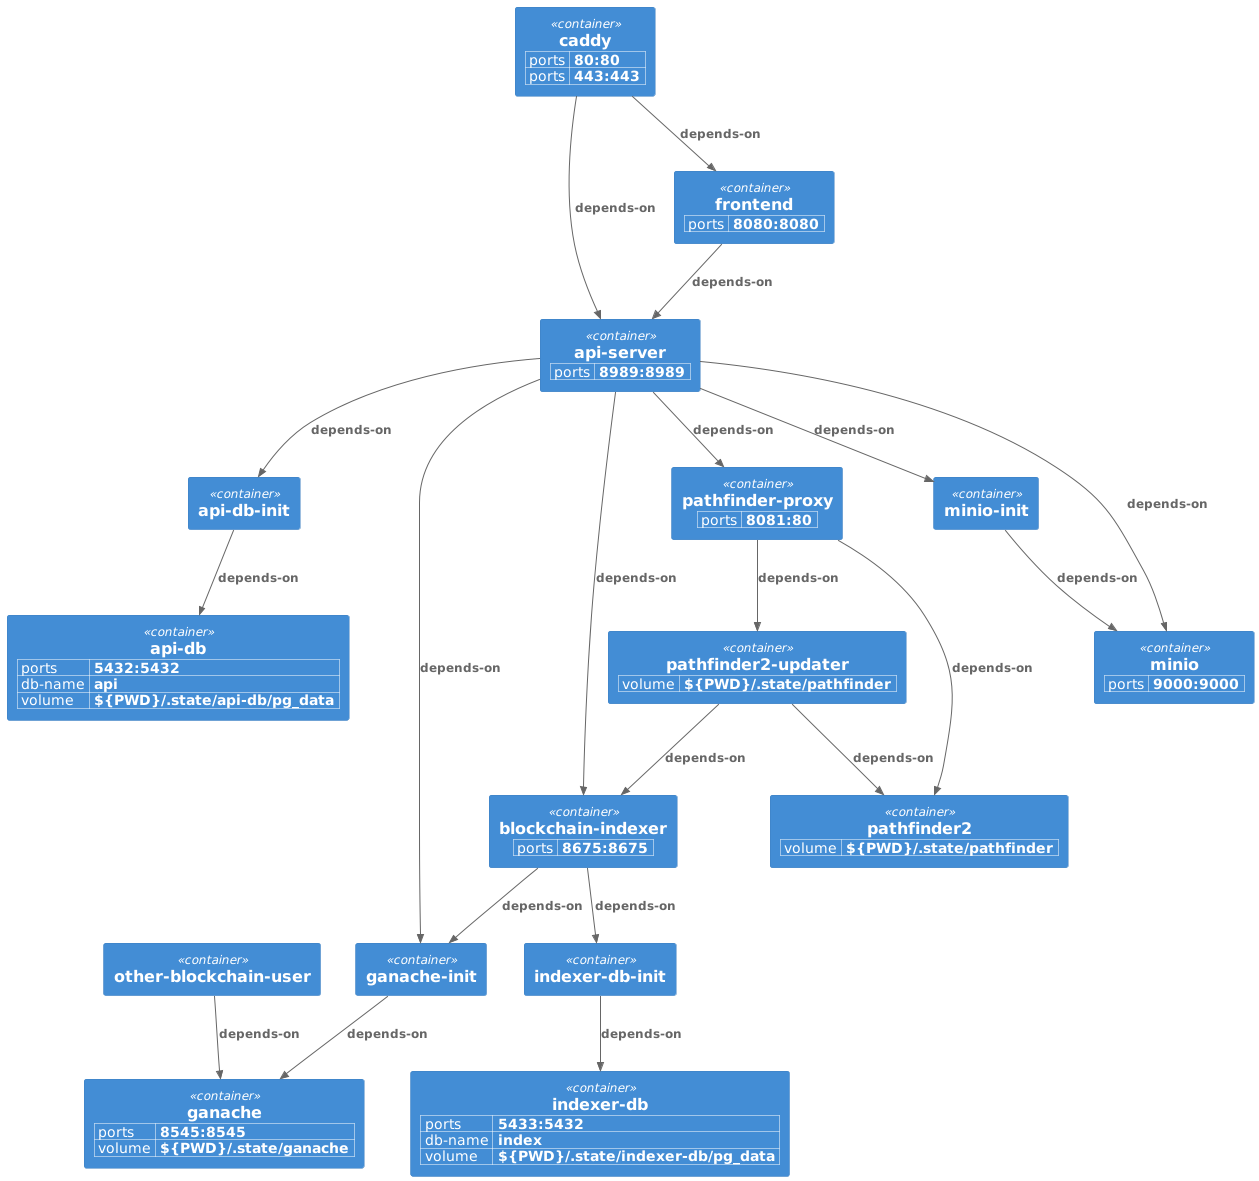 «container»
caddy
ports 80:80
ports 443:443
depends-on
«container»
frontend
ports 8080:8080
depends-on
depends-on
«container»
api-server
ports 8989:8989
depends-on
depends-on
depends-on
depends-on
«container»
api-db-init
«container»
pathfinder-proxy
ports 8081:80
«container»
minio-init
depends-on
depends-on
depends-on
depends-on
«container»
api-db
ports 5432:5432
db-name api
volume ${PWD}/.state/api-db/pg_data
«container»
pathfinder2-updater
volume ${PWD}/.state/pathfinder
«container»
minio
ports 9000:9000
depends-on
depends-on
depends-on
depends-on
«container»
blockchain-indexer
ports 8675:8675
«container»
pathfinder2
volume ${PWD}/.state/pathfinder
depends-on
depends-on
«container»
other-blockchain-user
«container»
ganache-init
«container»
indexer-db-init
depends-on
depends-on
depends-on
«container»
ganache
ports 8545:8545
volume ${PWD}/.state/ganache
«container»
indexer-db
ports 5433:5432
db-name index
volume ${PWD}/.state/indexer-db/pg_data